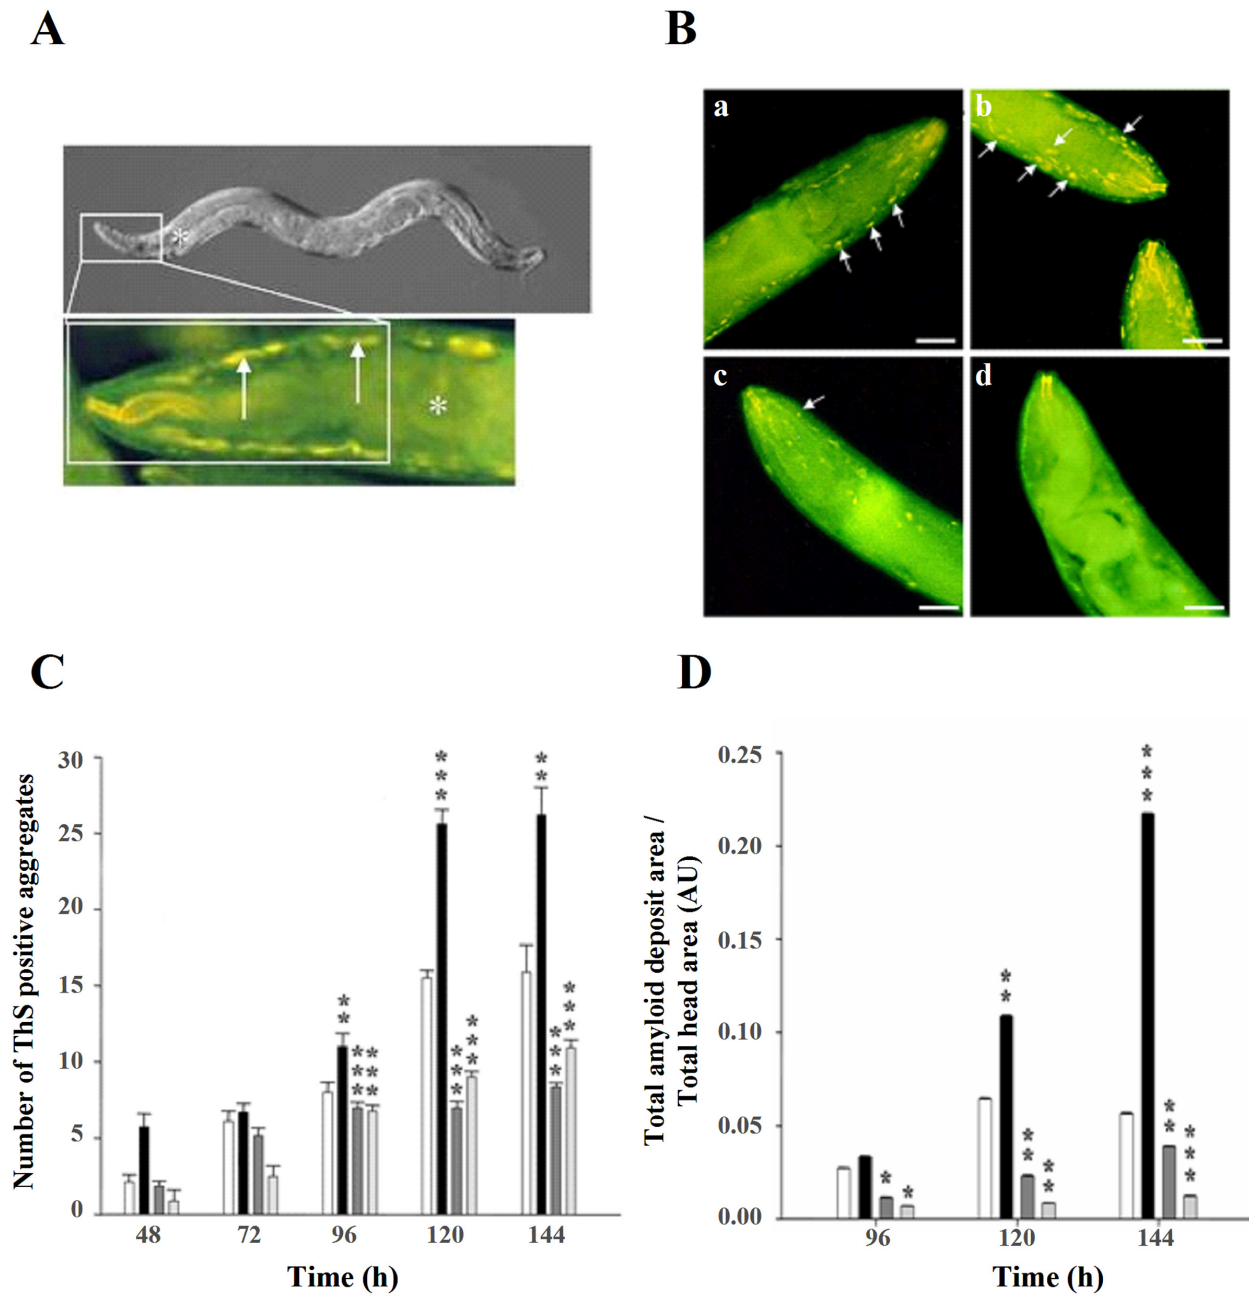 A
B
*
*
a
b
c
d
C
D
Number of ThS positive aggregates
30
25
20
15
10
5
0
** *** ***
*** *** ***
** *** ***
48 72 96 120 144
Time (h)
Total amyloid deposit area /
Total head area (AU)
0.25
0.20
0.15
0.10
0.05
0.00
* *
** ** **
*** ** ***
96 120 144
Time (h)